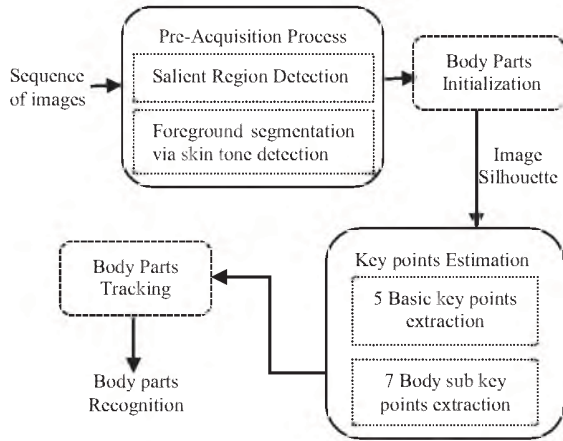 Sequence
of images
Pre-Acquisition Process
Salient Region Detection
Foreground segmentation
via skin tone detection
Body Parts
Initialization
Image
Silhouette
Key points Estimation
5 Basic key points
extraction
7 Body sub key
points extraction
Body Parts
Tracking
Body parts
Recognition